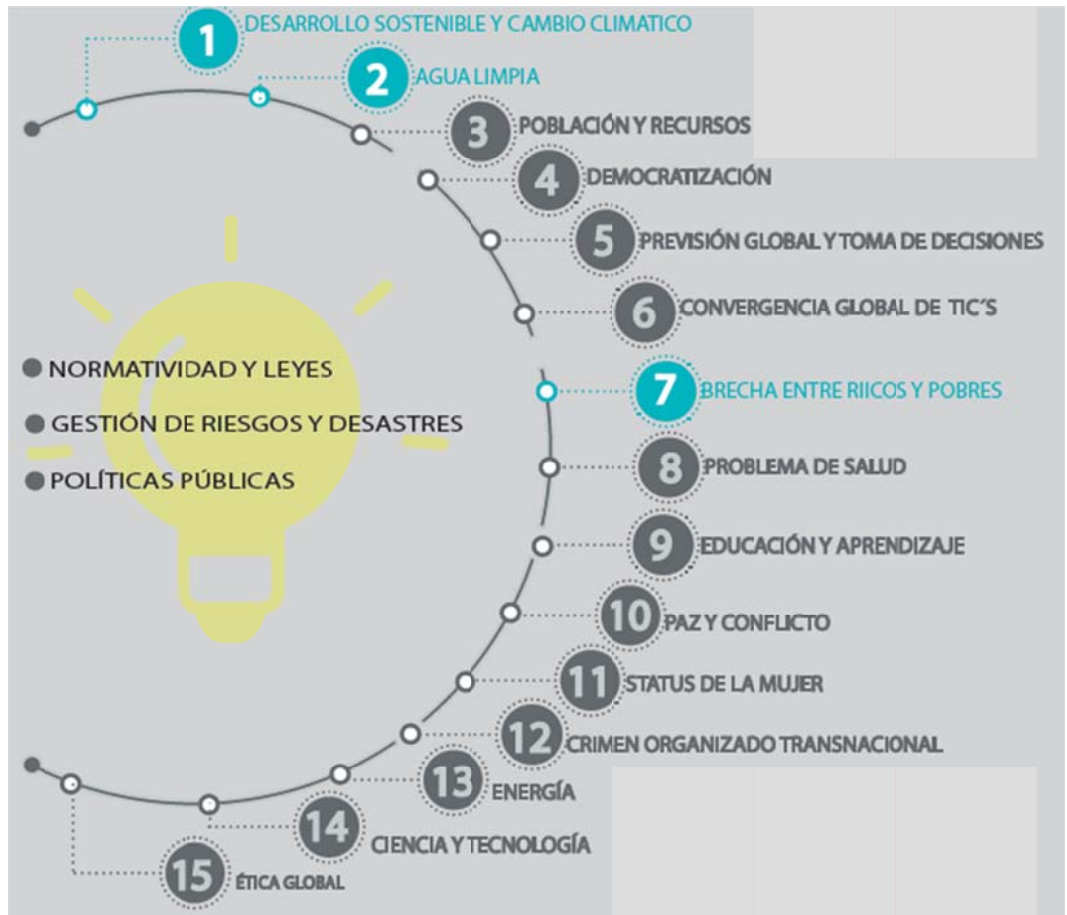 1 DESARROLLO SOSTENIBLE Y CAMBIO CLIMATICO
2 AGUA LIMPIA
3 POBLACIÓN Y RECURSOS
4 DEMOCRATIZACIÓN
5 PREVISIÓN GLOBAL Y TOMA DE DECISIONES
6 CONVERGENCIA GLOBAL DE TIC´S
7 BRECHA ENTRE RIICOS Y POBRES
8 PROBLEMA DE SALUD
9 EDUCACIÓN Y APRENDIZAJE
10 PAZ Y CONFLICTO
11 STATUS DE LA MUJER
12 CRIMEN ORGANIZADO TRANSNACIONAL
13 ENERGÍA
14 CIENCIA Y TECNOLOGÍA
15 ÉTICA GLOBAL
NORMATIVIDAD Y LEYES
GESTIÓN DE RIESGOS Y DESASTRES
POLÍTICAS PÚBLICAS